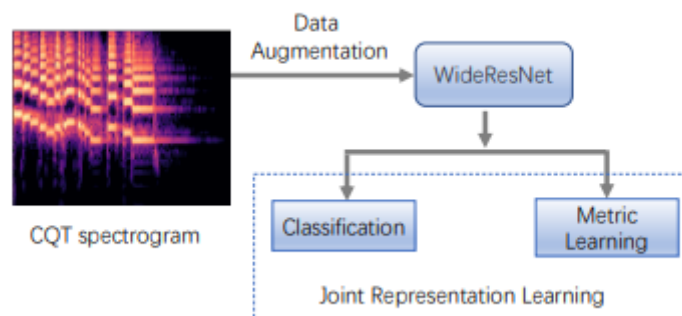 Data
Augmentation
WideResNet
CQT spectrogram
Classification
Metric
Learning
Joint Representation Learning